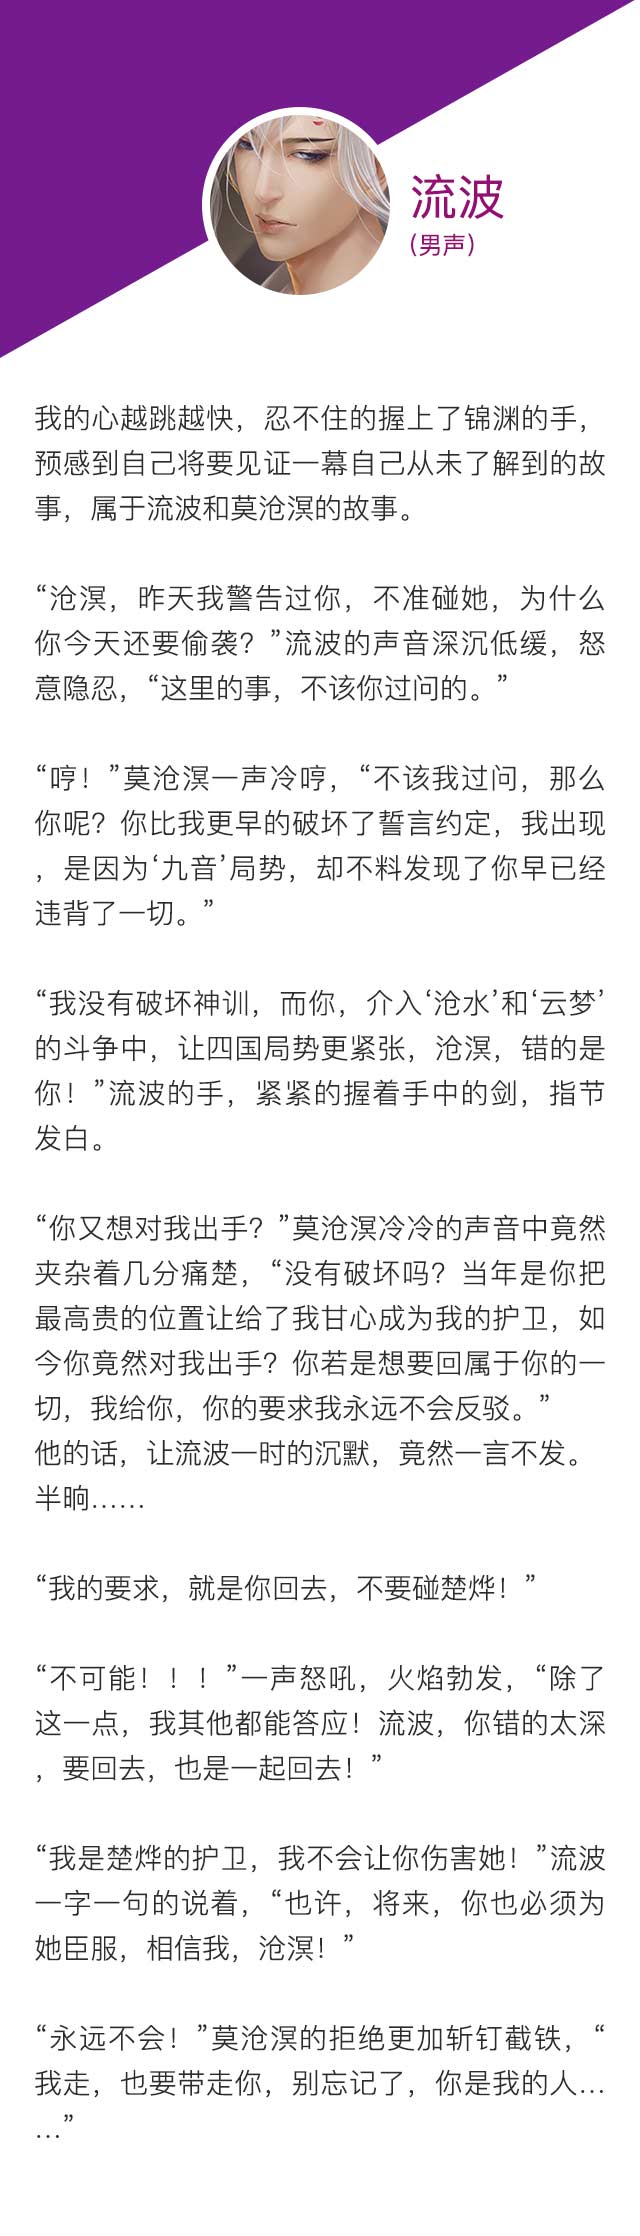 流波
(男声)
我的心越跳越快，忍不住的握上了锦渊的手，
预感到自己将要见证一幕自己从未了解到的故
事，属于流波和莫沧溟的故事。
“沧溟，昨天我警告过你，不准碰她，为什么
你今天还要偷袭？”流波的声音深沉低缓，怒
意隐忍，“这里的事，不该你过问的。”
“哼！”莫沧溟一声冷哼，“不该我过问，那么
你呢？你比我更早的破坏了誓言约定，我出现
，是因为‘九音’局势，却不料发现了你早已经
违背了一切。”
“我没有破坏神训，而你，介入‘沧水’和‘云梦’
的斗争中，让四国局势更紧张，沧溟，错的是
你！”流波的手，紧紧的握着手中的剑，指节
发白。
“你又想对我出手？”莫沧溟冷冷的声音中竟然
夹杂着几分痛楚，“没有破坏吗？当年是你把
最高贵的位置让给了我甘心成为我的护卫，如
今你竟然对我出手？你若是想要回属于你的一
切，我给你，你的要求我永远不会反驳。”
他的话，让流波一时的沉默，竟然一言不发。
半晌……
“我的要求，就是你回去，不要碰楚烨！”
“不可能！！！”一声怒吼，火焰勃发，“除了
这一点，我其他都能答应！流波，你错的太深
，要回去，也是一起回去！”
“我是楚烨的护卫，我不会让你伤害她！”流波
一字一句的说着，“也许，将来，你也必须为
她臣服，相信我，沧溟！”
“永远不会！”莫沧溟的拒绝更加斩钉截铁，“
我走，也要带走你，别忘记了，你是我的人…
…”